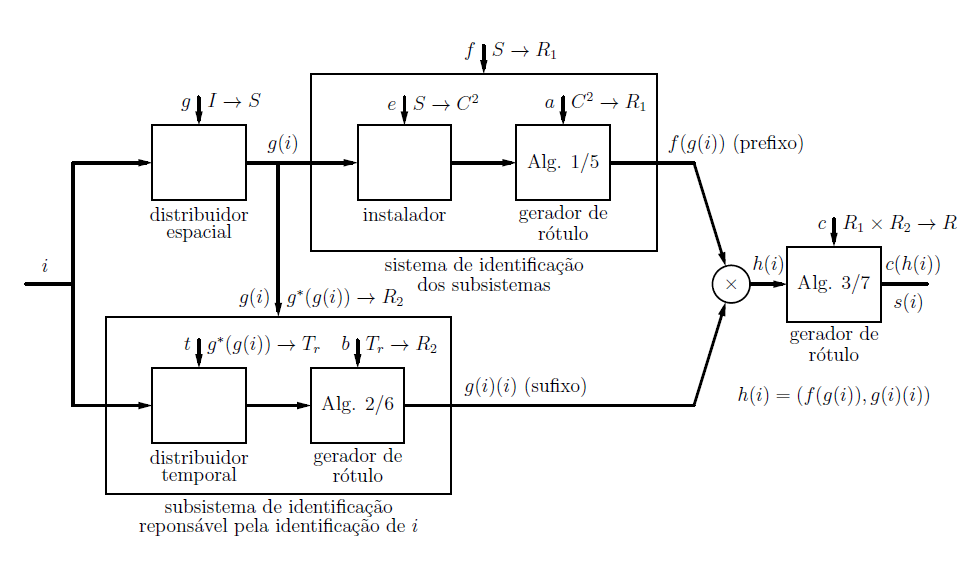 f S → R₁
g I → S
e S → C²
a C² → R₁
g(i)
f(g(i)) (prefixo)
Alg. 1/5
distribuidor
espacial
instalador
gerador de
rótulo
c R₁ × R₂ → R
sistema de identificação
dos subsistemas
i
h(i)
c(h(i))
×
Alg. 3/7
s(i)
g(i) g*(g(i)) → R₂
gerador de
rótulo
t g*(g(i)) → Tᵣ
b Tᵣ → R₂
g(i)(i) (sufixo)
h(i) = (f(g(i)), g(i)(i))
Alg. 2/6
distribuidor
temporal
gerador de
rótulo
subsistema de identificação
reponsável pela identificação de i